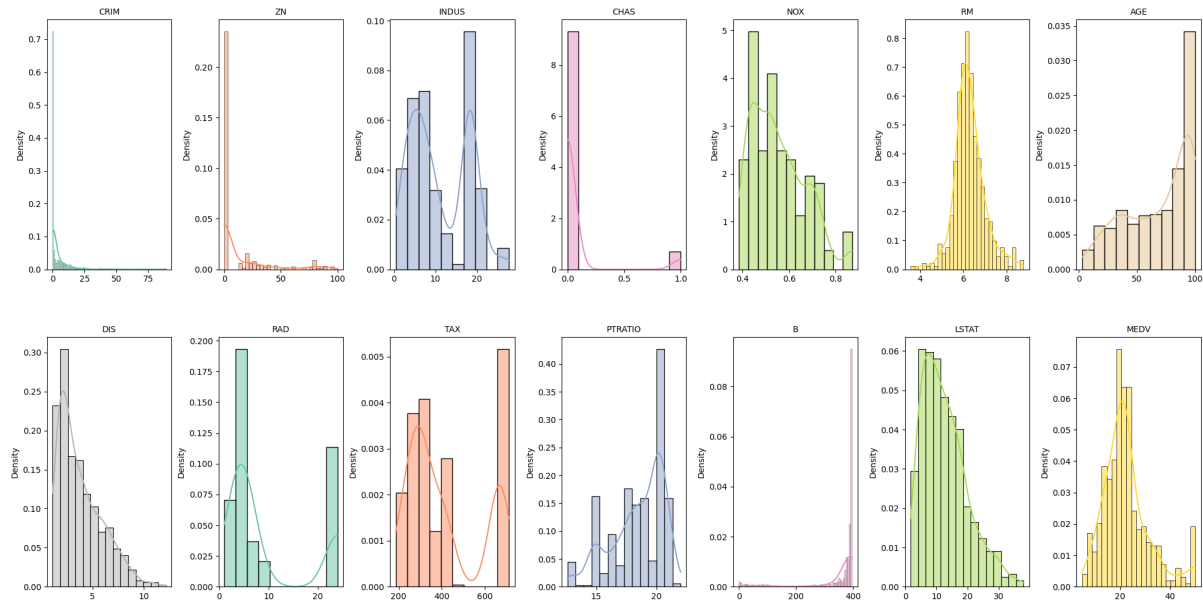 CRIM
ZN
INDUS
CHAS
NOX
RM
AGE
Density
0.7
0.6
0.5
0.4
0.3
0.2
0.1
0.0
0 25 50 75
Density
0.20
0.15
0.10
0.05
0.00
0 50 100
Density
0.10
0.08
0.06
0.04
0.02
0.00
0 10 20
Density
8
6
4
2
0
0.0 0.5 1.0
Density
5
4
3
2
1
0
0.4 0.6 0.8
Density
0.8
0.7
0.6
0.5
0.4
0.3
0.2
0.1
0.0
4 6 8
Density
0.035
0.030
0.025
0.020
0.015
0.010
0.005
0.000
0 50 100
DIS
RAD
TAX
PTRATIO
B
LSTAT
MEDV
Density
0.30
0.25
0.20
0.15
0.10
0.05
0.00
5 10
Density
0.200
0.175
0.150
0.125
0.100
0.075
0.050
0.025
0.000
0 10 20
Density
0.005
0.004
0.003
0.002
0.001
0.000
200 400 600
Density
0.40
0.35
0.30
0.25
0.20
0.15
0.10
0.05
0.00
15 20
Density
0.08
0.06
0.04
0.02
0.00
0 200 400
Density
0.06
0.05
0.04
0.03
0.02
0.01
0.00
0 10 20 30
Density
0.07
0.06
0.05
0.04
0.03
0.02
0.01
0.00
20 40